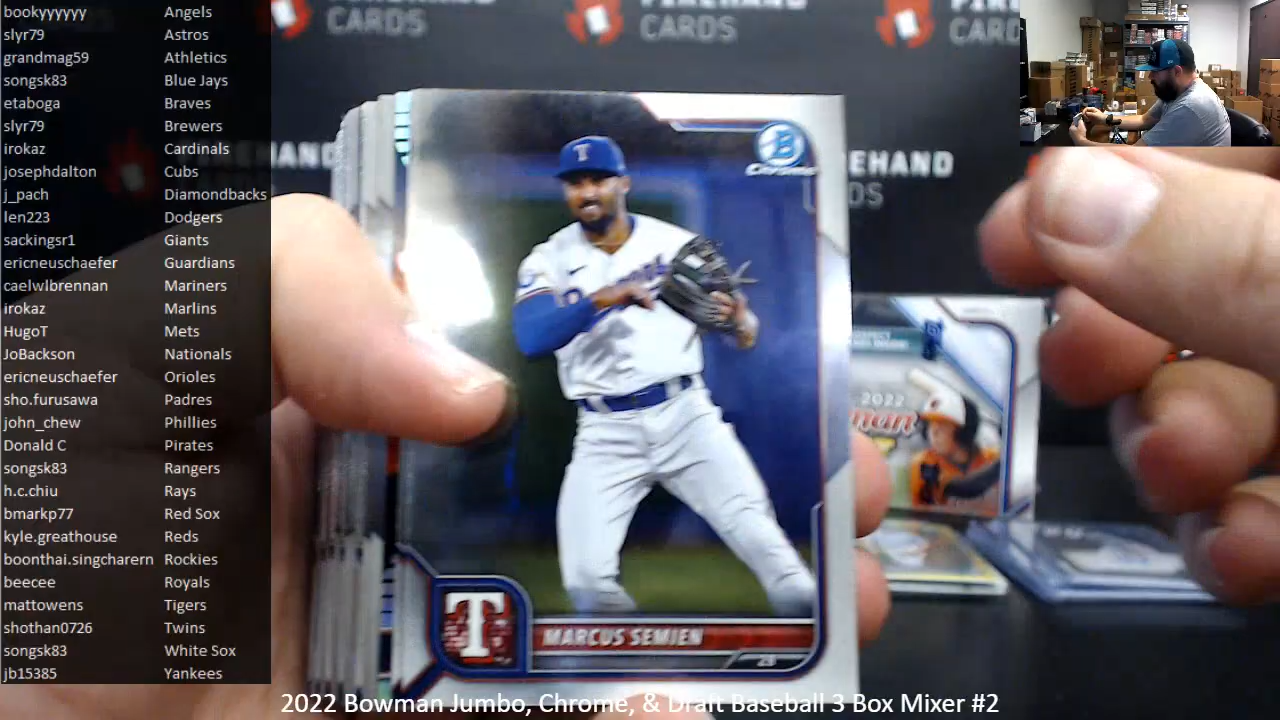 bookyyyyyy Angels
slyr79 Astros
grandmag59 Athletics
songsk83 Blue Jays
etaboga Braves
slyr79 Brewers
irokaz Cardinals
josephdalton Cubs
j_pach Diamondbacks
len223 Dodgers
sackingsr1 Giants
ericneuschaefer Guardians
caelwlbrennan Mariners
irokaz Marlins
HugoT Mets
JoBackson Nationals
ericneuschaefer Orioles
sho.furusawa Padres
john_chew Phillies
Donald C Pirates
songsk83 Rangers
h.c.chiu Rays
bmarkp77 Red Sox
kyle.greathouse Reds
boonthai.singcharern Rockies
beecee Royals
mattowens Tigers
shothan0726 Twins
songsk83 White Sox
jb15385 Yankees
CARDS
CARDS
B
CHROME
T
T
MARCUS SEMIEN
2B
2022
2022 Bowman Jumbo, Chrome, & Draft Baseball 3 Box Mixer #2